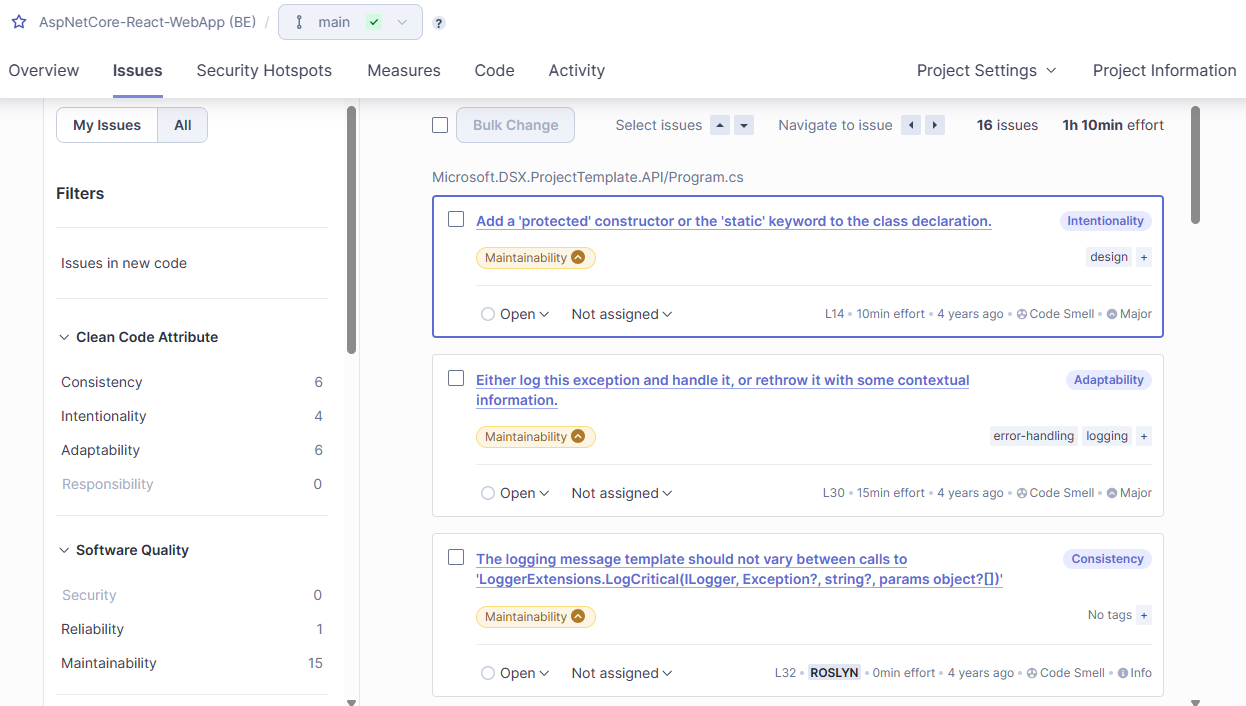 AspNetCore-React-WebApp (BE) / main ?
Overview Issues Security Hotspots Measures Code Activity Project Settings Project Information
My Issues All
Filters
Issues in new code
Clean Code Attribute
Consistency 6
Intentionality 4
Adaptability 6
Responsibility 0
Software Quality
Security 0
Reliability 1
Maintainability 15
Bulk Change Select issues Navigate to issue 16 issues 1h 10min effort
Microsoft.DSX.ProjectTemplate.API/Program.cs
Add a 'protected' constructor or the 'static' keyword to the class declaration. Intentionality
Maintainability design +
Open Not assigned L14 • 10min effort • 4 years ago • Code Smell • Major
Either log this exception and handle it, or rethrow it with some contextual Adaptability
information.
Maintainability error-handling logging +
Open Not assigned L30 • 15min effort • 4 years ago • Code Smell • Major
The logging message template should not vary between calls to Consistency
'LoggerExtensions.LogCritical(ILogger, Exception?, string?, params object?[])'
Maintainability No tags +
Open Not assigned L32 • ROSLYN • 0min effort • 4 years ago • Code Smell • Info